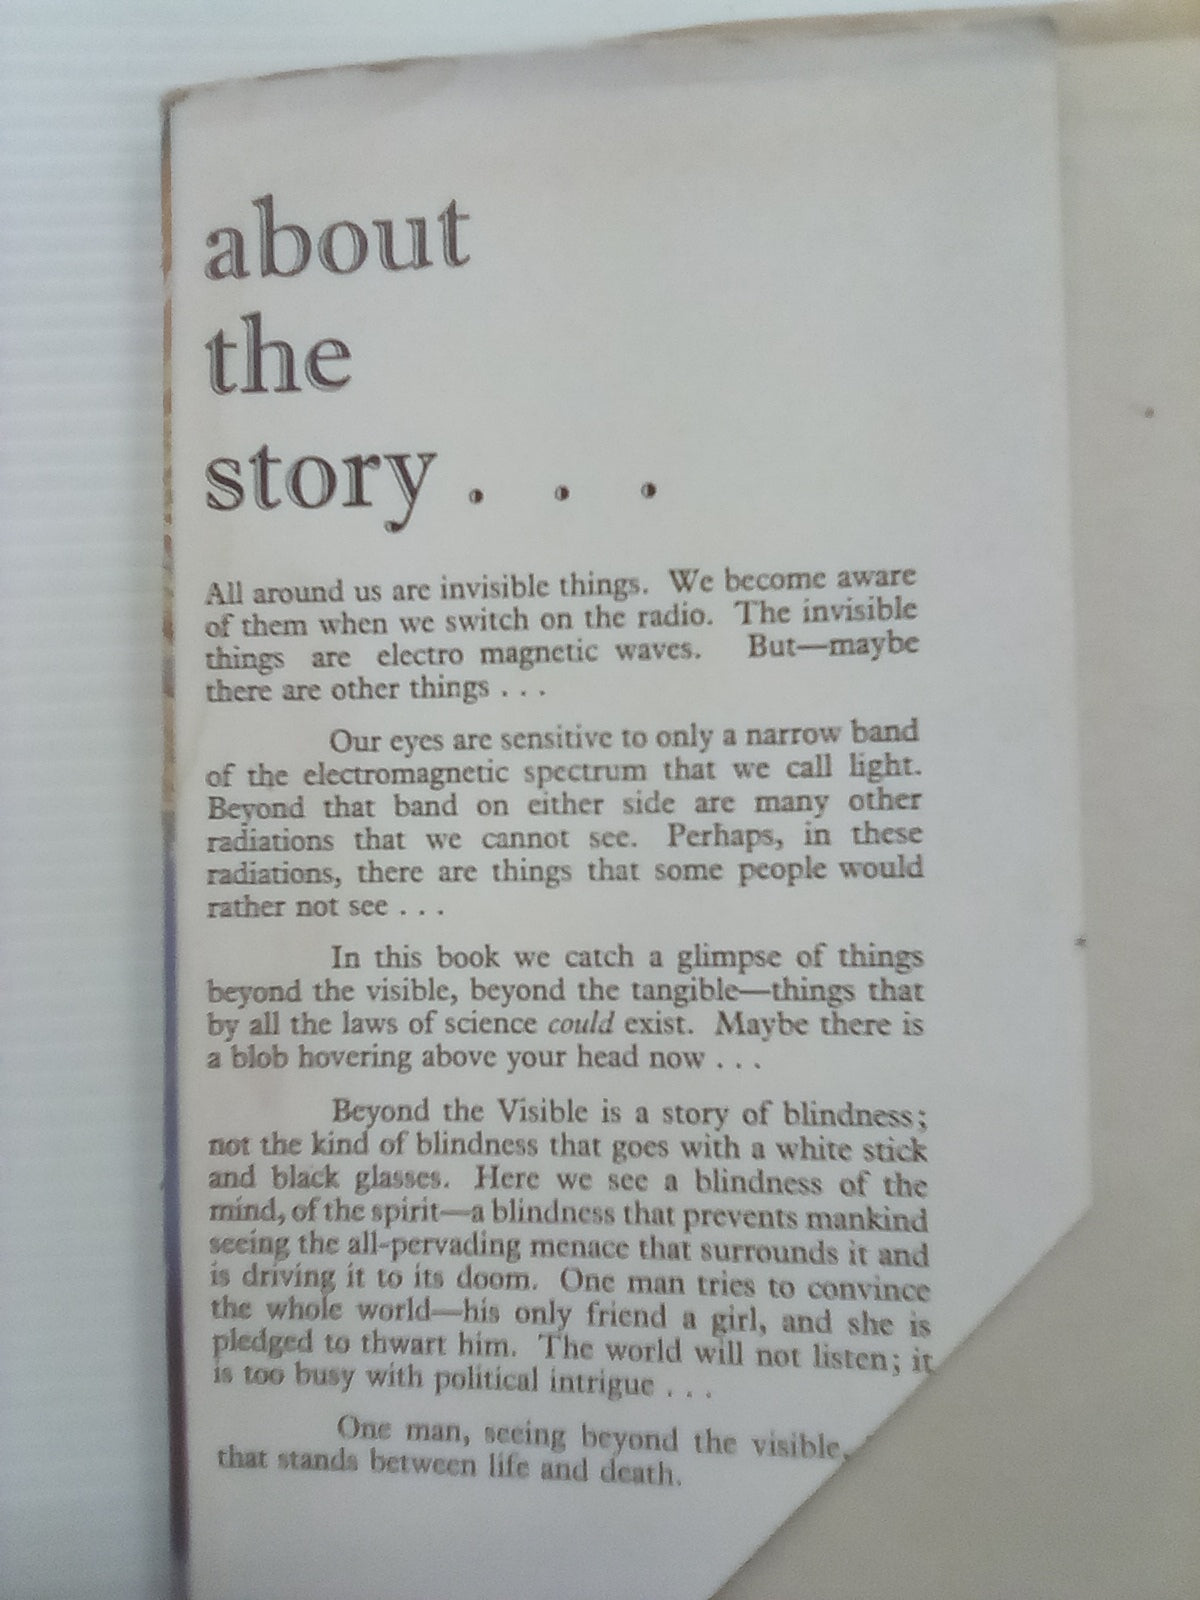 about
the
story . . .
All around us are invisible things. We become aware
of them when we switch on the radio. The invisible
things are electro magnetic waves. But—maybe
there are other things . . .
Our eyes are sensitive to only a narrow band
of the electromagnetic spectrum that we call light.
Beyond that band on either side are many other
radiations that we cannot see. Perhaps, in these
radiations, there are things that some people would
rather not see . . .
In this book we catch a glimpse of things
beyond the visible, beyond the tangible—things that
by all the laws of science could exist. Maybe there is
a blob hovering above your head now . . .
Beyond the Visible is a story of blindness;
not the kind of blindness that goes with a white stick
and black glasses. Here we see a blindness of the
mind, of the spirit—a blindness that prevents mankind
seeing the all-pervading menace that surrounds it and
is driving it to its doom. One man tries to convince
the whole world—his only friend a girl, and she is
pledged to thwart him. The world will not listen; it
is too busy with political intrigue . . .
One man, seeing beyond the visible,
that stands between life and death.